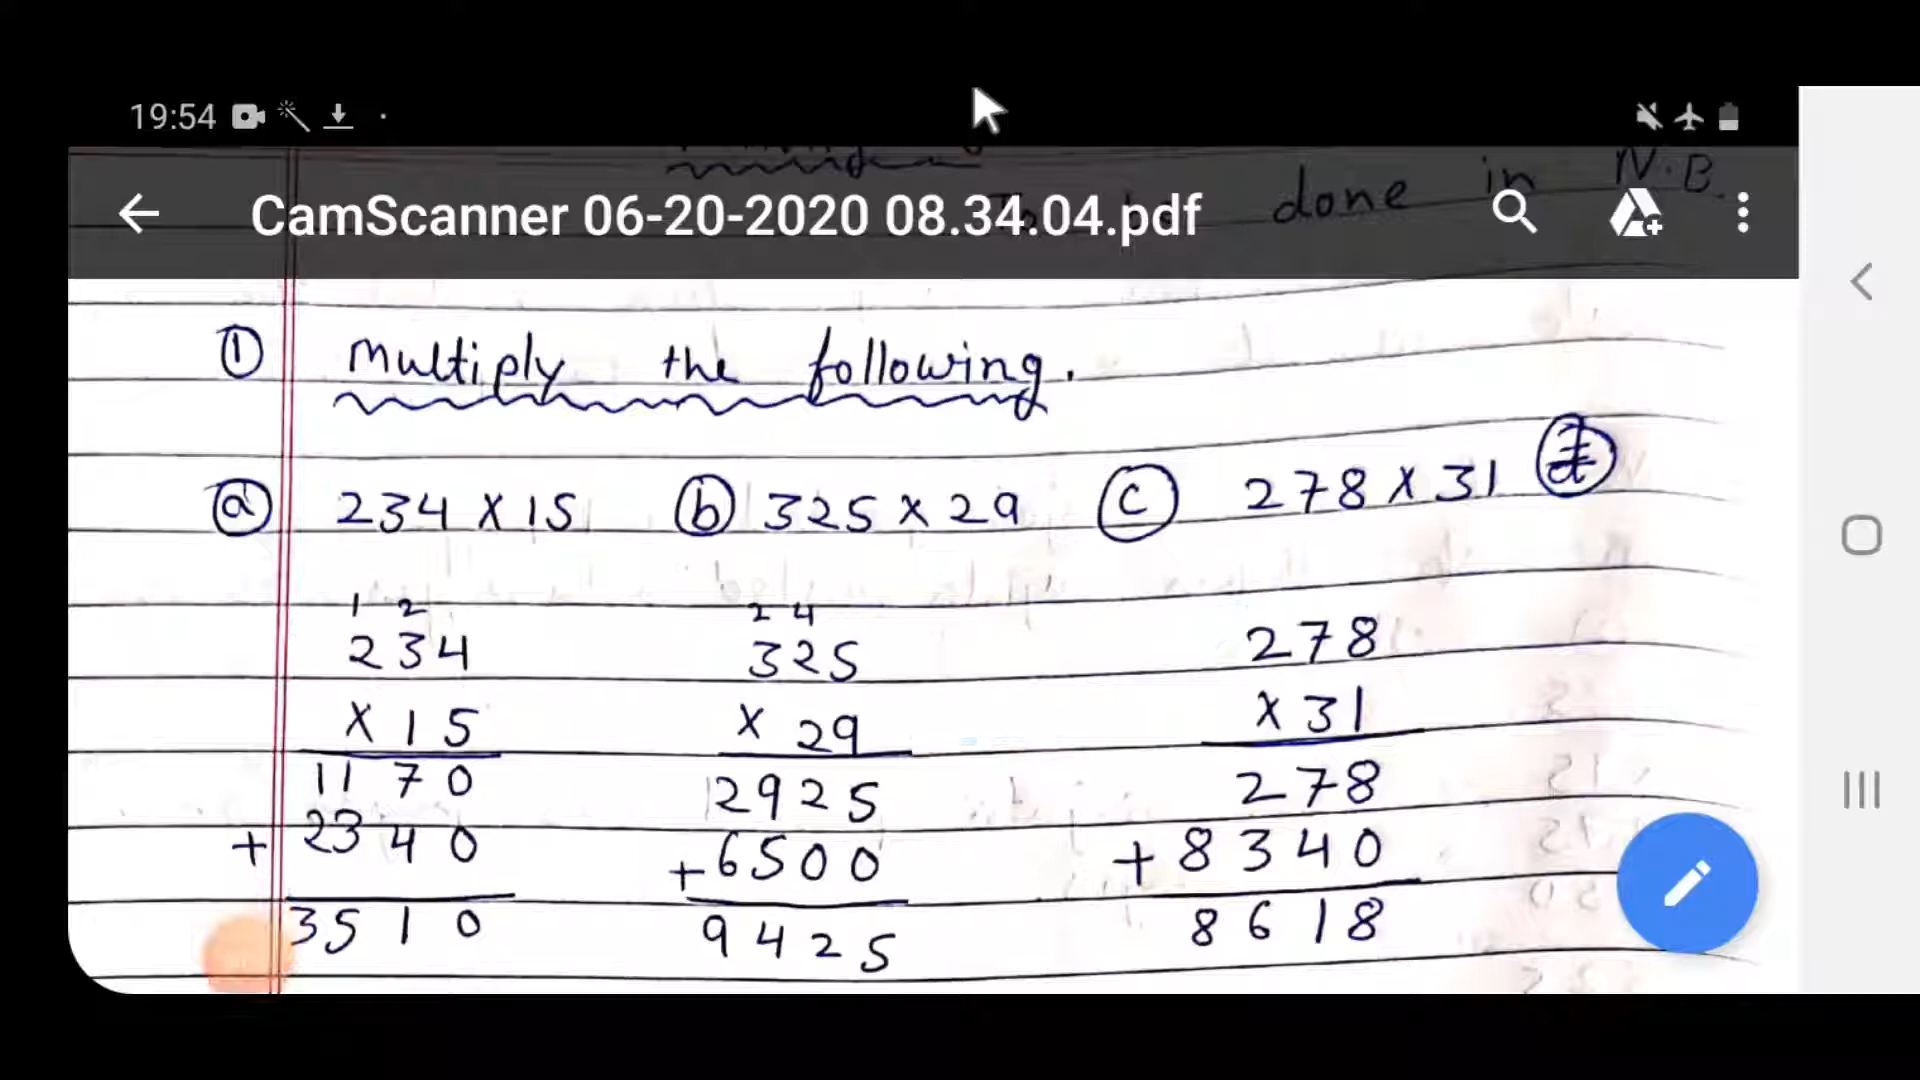 19:54
done in N.B.
CamScanner 06-20-2020 08.34.04.pdf
① Multiply the following.
ⓐ 234 × 15 ⓑ 325 × 29 ⓒ 278 × 31 ⓓ
1 2 2 4
234 325 278
× 15 × 29 × 31
1170 2925 278
+ 2340 + 6500 + 8340
3510 9425 8618